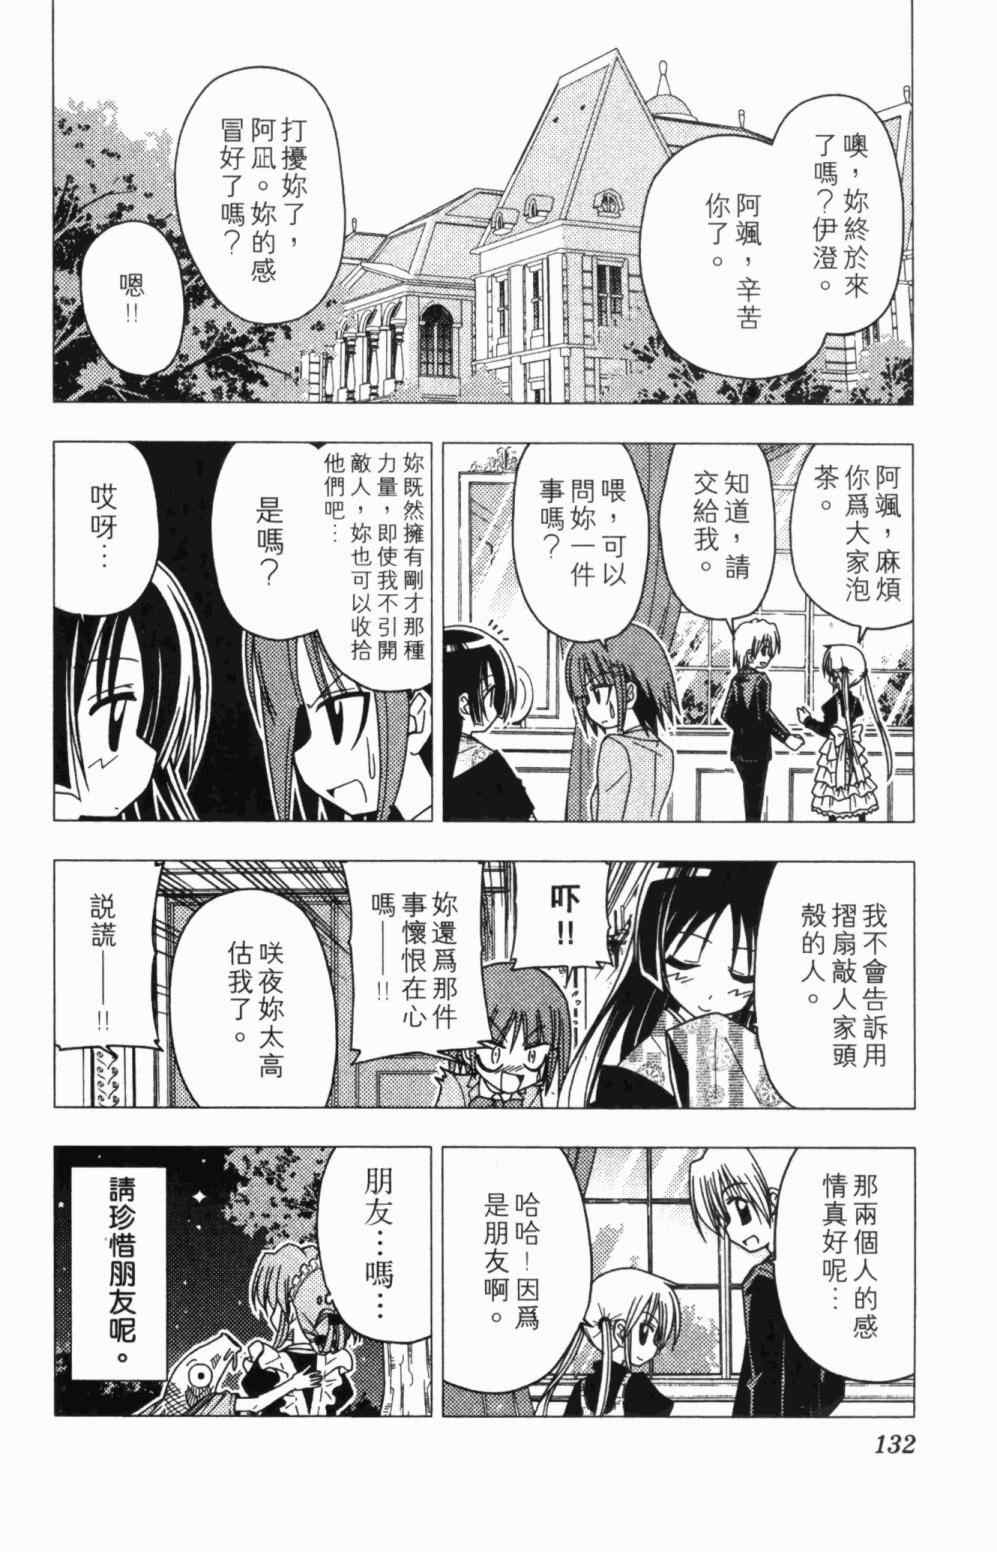 噢，妳終於來
了嗎？伊澄。
阿颯，辛苦
你了。
打擾妳了，
阿凪。妳的感
冒好了嗎？
嗯!!
阿颯，麻煩
你爲大家泡
茶。
知道，請
交給我。
喂，可以
問妳一件
事嗎？
妳既然擁有剛才那種
力量，即使我不引開
敵人，妳也可以收拾
他們吧…
是嗎？
哎呀…
我不會告訴用
摺扇敲人家頭
殼的人。
吓!!
妳還爲那件
事懷恨在心
嗎——!!
咲夜妳太高
估我了。
説謊——!!
那兩個人的感
情真好呢…
哈哈！因爲
是朋友啊。
朋友…嗎…
請珍惜朋友呢。
132